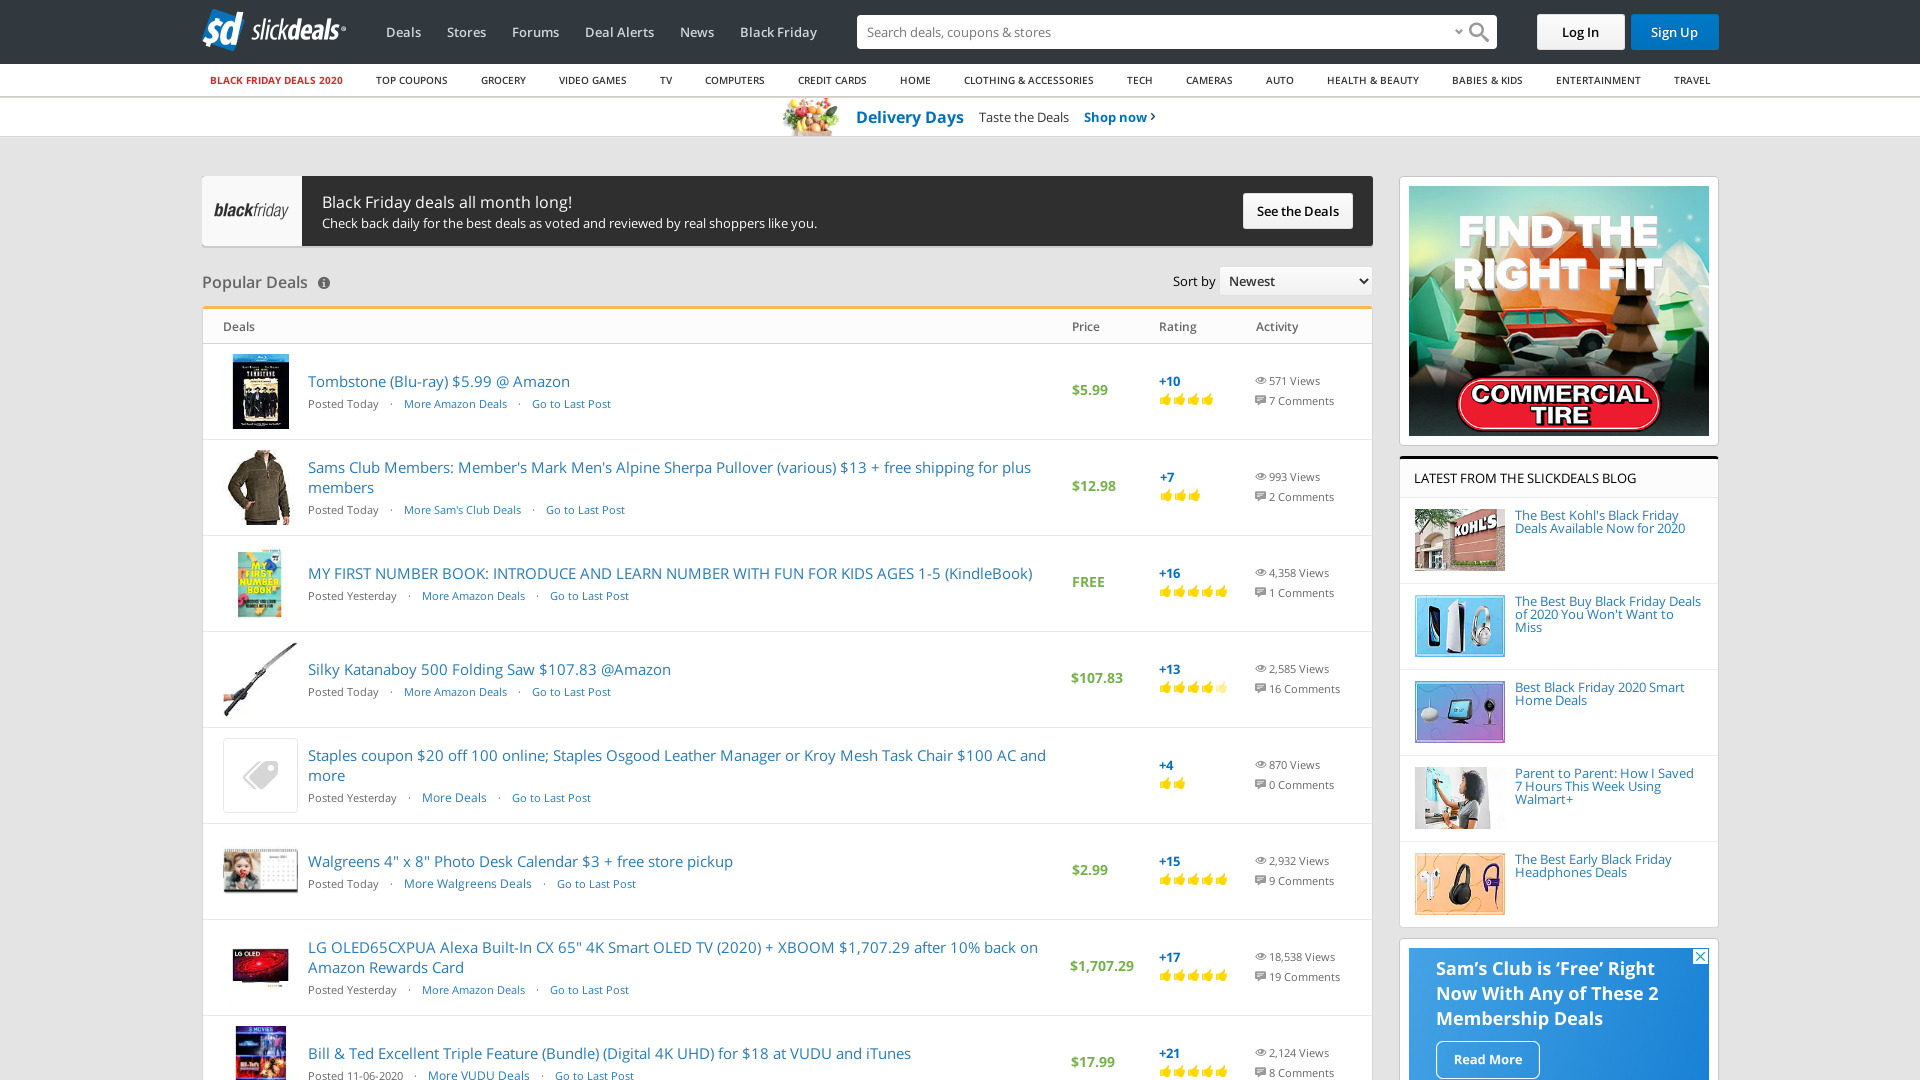 slickdeals
Deals Stores Forums Deal Alerts News Black Friday
Search deals, coupons & shops
Log In Sign Up
BLACK FRIDAY DEALS 2020 TOP COUPONS GROCERY VIDEO GAMES TV COMPUTERS CREDIT CARDS HOME CLOTHING & ACCESSORIES TECH CAMERAS AUTO HEALTH & BEAUTY BABIES & KIDS ENTERTAINMENT TRAVEL
Delivery Days Taste the Deals Shop now
blackfriday
Black Friday deals all month long!
Check back daily for the best deals as voted and reviewed by real shoppers like you.
See the Deals
Popular Deals
Sort by Newest
Deals Price Rating Activity
Tombstone (Blu-ray) $5.99 @ Amazon
Posted Today · More Amazon Deals · Go to Last Post
$5.99
+10
571 Views
7 Comments
Sams Club Members: Member's Mark Men's Alpine Sherpa Pullover (various) $13 + free shipping for plus
members
Posted Today · More Sam's Club Deals · Go to Last Post
$12.98
+7
993 Views
2 Comments
MY FIRST NUMBER BOOK
MY FIRST NUMBER BOOK: INTRODUCE AND LEARN NUMBER WITH FUN FOR KIDS AGES 1-5 (KindleBook)
Posted Yesterday · More Amazon Deals · Go to Last Post
FREE
+16
4,358 Views
1 Comments
Silky Katanaboy 500 Folding Saw $107.83 @Amazon
Posted Today · More Amazon Deals · Go to Last Post
$107.83
+13
2,585 Views
16 Comments
Staples coupon $20 off 100 online; Staples Osgood Leather Manager or Kroy Mesh Task Chair $100 AC and
more
Posted Yesterday · More Deals · Go to Last Post
+4
870 Views
0 Comments
Walgreens 4" x 8" Photo Desk Calendar $3 + free store pickup
Posted Today · More Walgreens Deals · Go to Last Post
$2.99
+15
2,932 Views
9 Comments
LG OLED
LG OLED65CXPUA Alexa Built-In CX 65" 4K Smart OLED TV (2020) + XBOOM $1,707.29 after 10% back on
Amazon Rewards Card
Posted Yesterday · More Amazon Deals · Go to Last Post
$1,707.29
+17
18,538 Views
19 Comments
Bill & Ted Excellent Triple Feature (Bundle) (Digital 4K UHD) for $18 at VUDU and iTunes
Posted 11-06-2020 · More VUDU Deals · Go to Last Post
$17.99
+21
2,124 Views
8 Comments
FIND THE
RIGHT FIT
COMMERCIAL
TIRE
LATEST FROM THE SLICKDEALS BLOG
KOHL'S
The Best Kohl's Black Friday
Deals Available Now for 2020
The Best Buy Black Friday Deals
of 2020 You Won't Want to
Miss
Best Black Friday 2020 Smart
Home Deals
Parent to Parent: How I Saved
7 Hours This Week Using
Walmart+
The Best Early Black Friday
Headphones Deals
Sam's Club is 'Free' Right
Now With Any of These 2
Membership Deals
Read More